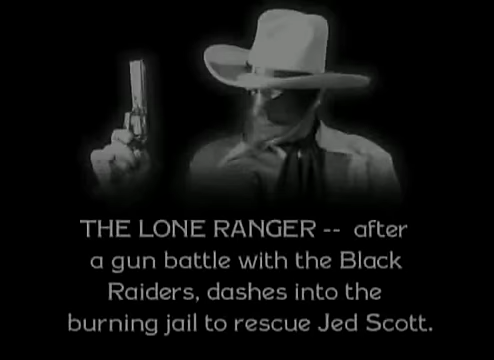 THE LONE RANGER -- after
a gun battle with the Black
Raiders, dashes into the
burning jail to rescue Jed Scott.